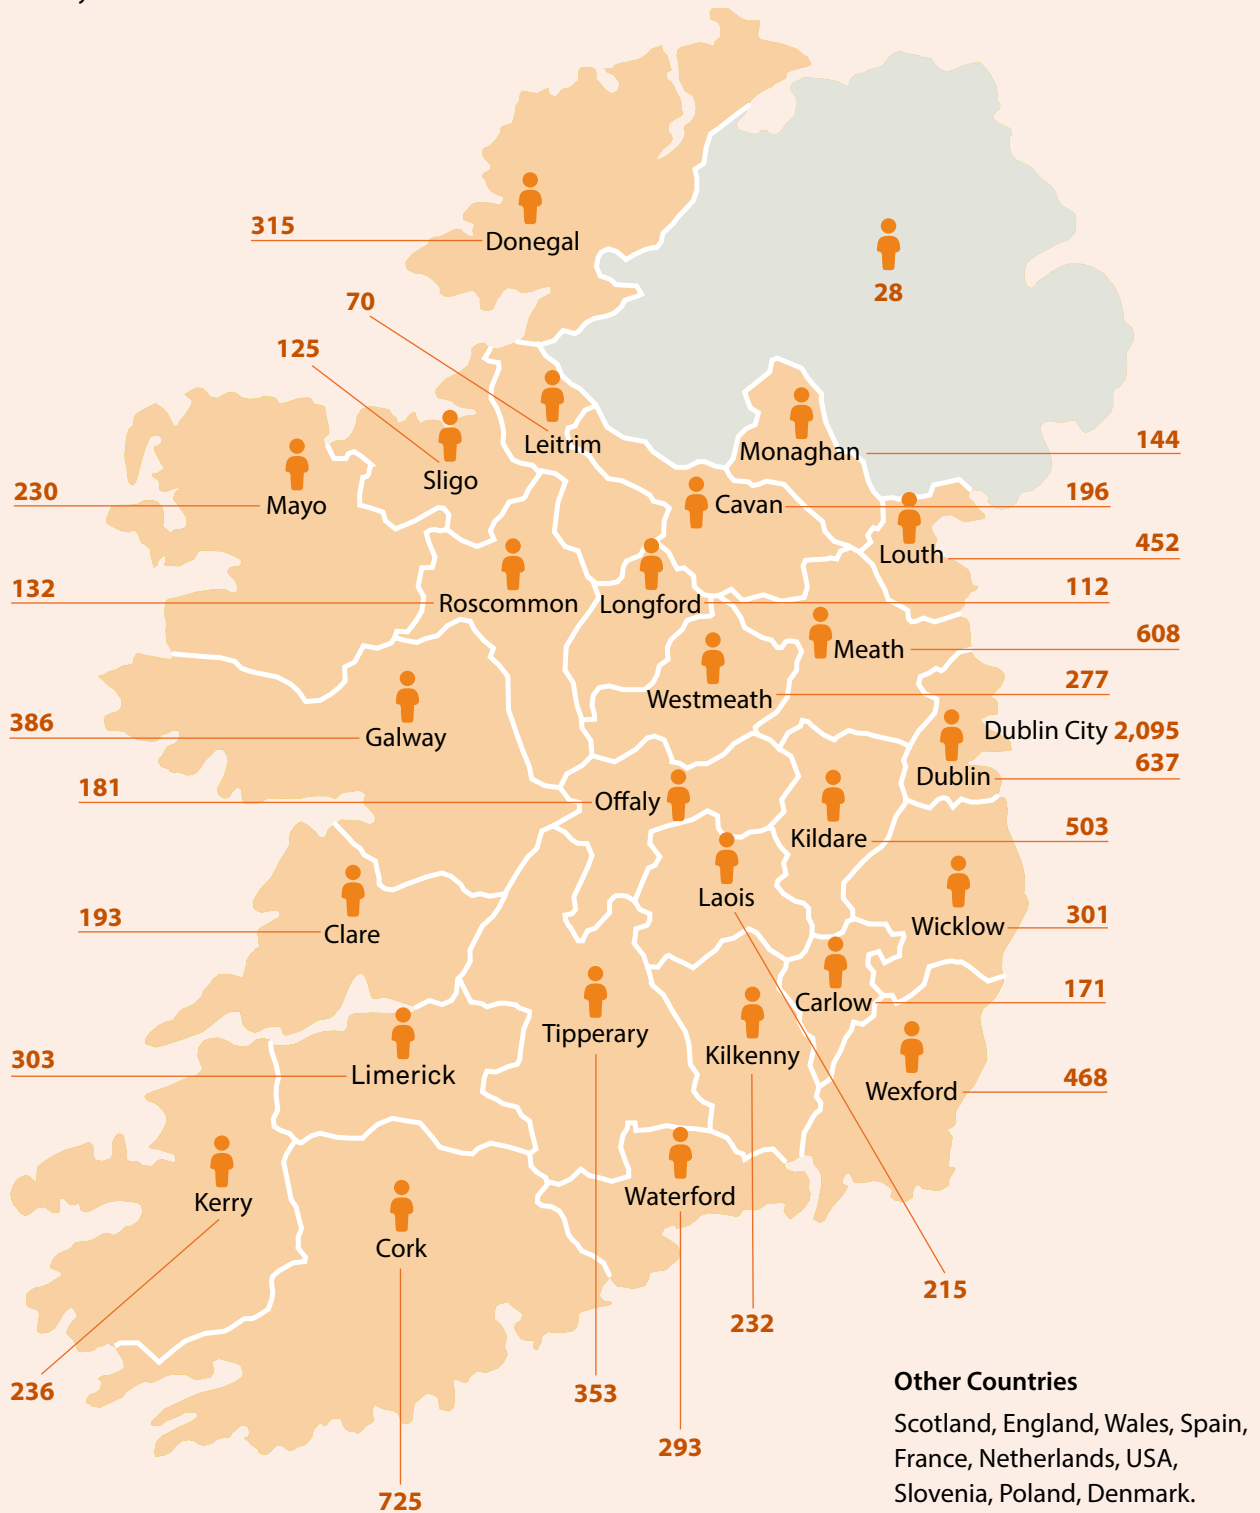 315
Donegal
28
70
125
Leitrim
Monaghan
144
Sligo
230
Mayo
Cavan
196
Louth
452
132
Roscommon
Longford
112
Meath
608
Westmeath
277
386
Galway
Dublin City 2,095
Dublin
637
181
Offaly
Kildare
503
Laois
193
Clare
Wicklow
301
Carlow
171
Tipperary
Kilkenny
303
Limerick
Wexford
468
Kerry
Waterford
Cork
215
232
236
353
293
725
Other Countries
Scotland, England, Wales, Spain,
France, Netherlands, USA,
Slovenia, Poland, Denmark.